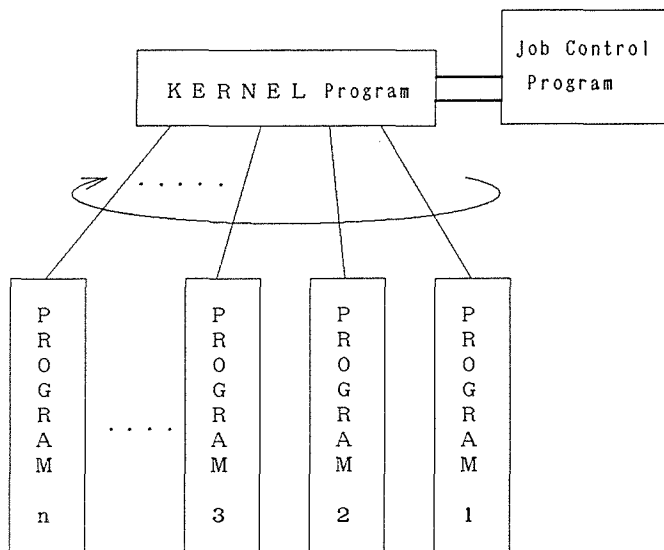 Job Control
Program
KERNEL Program
.....
PROGRAM n
....
PROGRAM 3
PROGRAM 2
PROGRAM 1